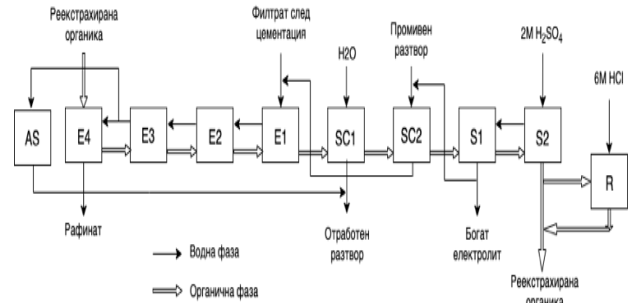 Реекстрахирана
органика
Филтрат след
цементация
H2O
Промивен
разтвор
2M H₂SO₄
6M HCl
AS
E4
E3
E2
E1
SC1
SC2
S1
S2
R
Рафинат
Отработен
разтвор
Богат
електролит
Реекстрахирана
органика
Водна фаза
Органична фаза